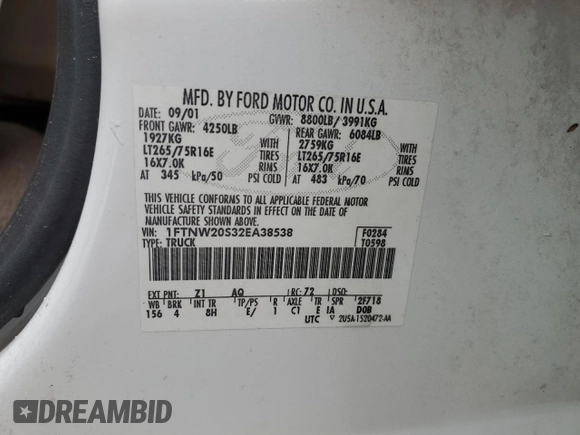 MFD. BY FORD MOTOR CO. IN U.S.A.
DATE: 09/01 GVWR: 8800LB/ 3991KG
FRONT GAWR: 4250LB REAR GAWR: 6084LB
1927KG WITH 2759KG WITH
LT265/75R16E TIRES LT265/75R16E TIRES
16X7.0K RIMS 16X7.0K RIMS
AT 345 kPa/50 PSI COLD AT 483 kPa/70 PSI COLD
THIS VEHICLE CONFORMS TO ALL APPLICABLE FEDERAL MOTOR
VEHICLE SAFETY STANDARDS IN EFFECT ON THE DATE OF
MANUFACTURE SHOWN ABOVE.
VIN: 1FTNW20S32EA38538 F0284
TYPE: TRUCK T0598
EXT PNT: Z1 AQ RC: 72 DSO:
WB BRK INT TR TP/PS R AXLE TR SPR 2F718
156 4 8H E/ 1 C1 E IA D0B
UTC 2USA-1520472-AA
DREAMBID